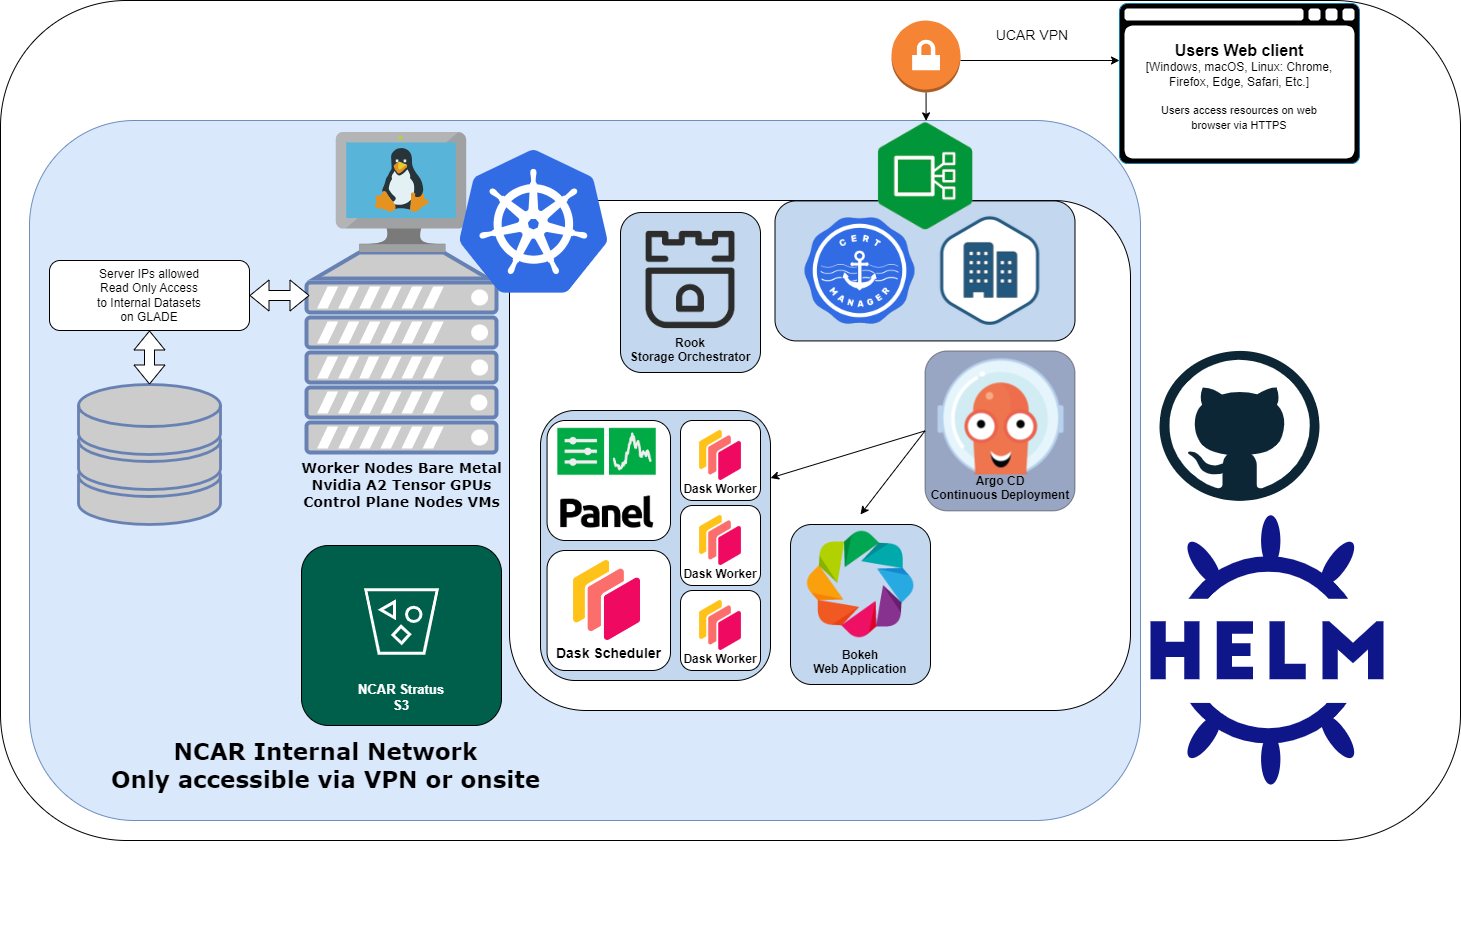 UCAR VPN
Users Web client
[Windows, macOS, Linux: Chrome,
Firefox, Edge, Safari, Etc.]
Users access resources on web
browser via HTTPS
Server IPs allowed
Read Only Access
to Internal Datasets
on GLADE
CERT
MANAGER
Rook
Storage Orchestrator
Argo CD
Continuous Deployment
Worker Nodes Bare Metal
Nvidia A2 Tensor GPUs
Control Plane Nodes VMs
Panel
Dask Worker
Dask Worker
Dask Scheduler
Dask Worker
Bokeh
Web Application
HELM
NCAR Stratus
S3
NCAR Internal Network
Only accessible via VPN or onsite